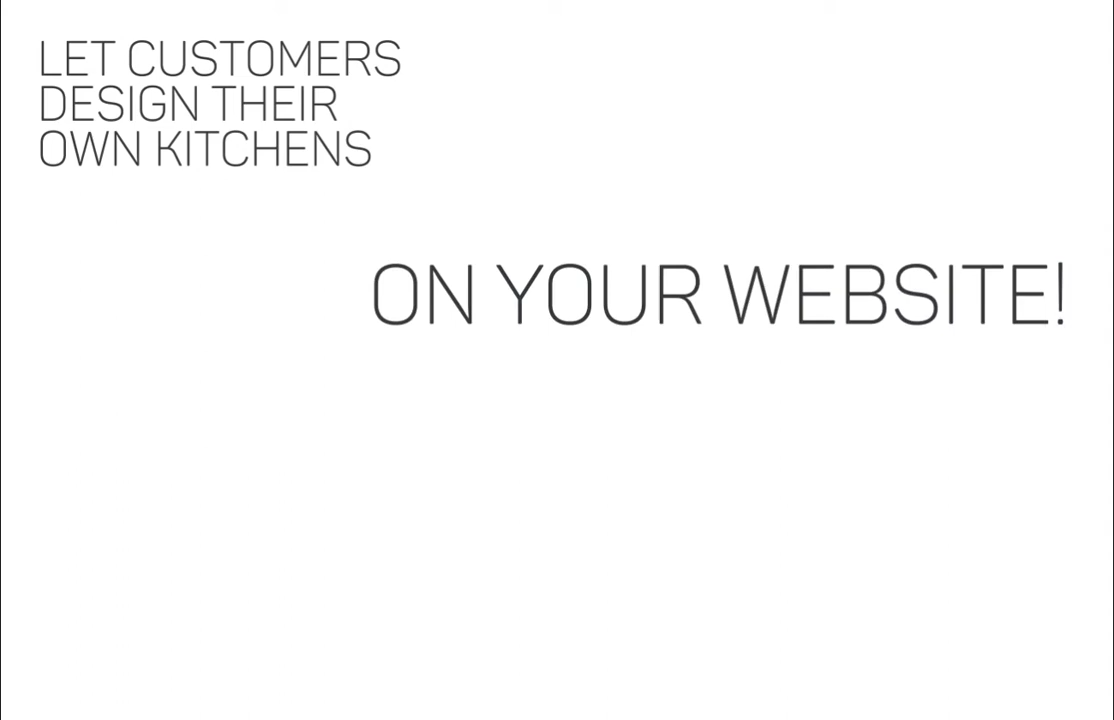 LET CUSTOMERS
DESIGN THEIR
OWN KITCHENS
ON YOUR WEBSITE!